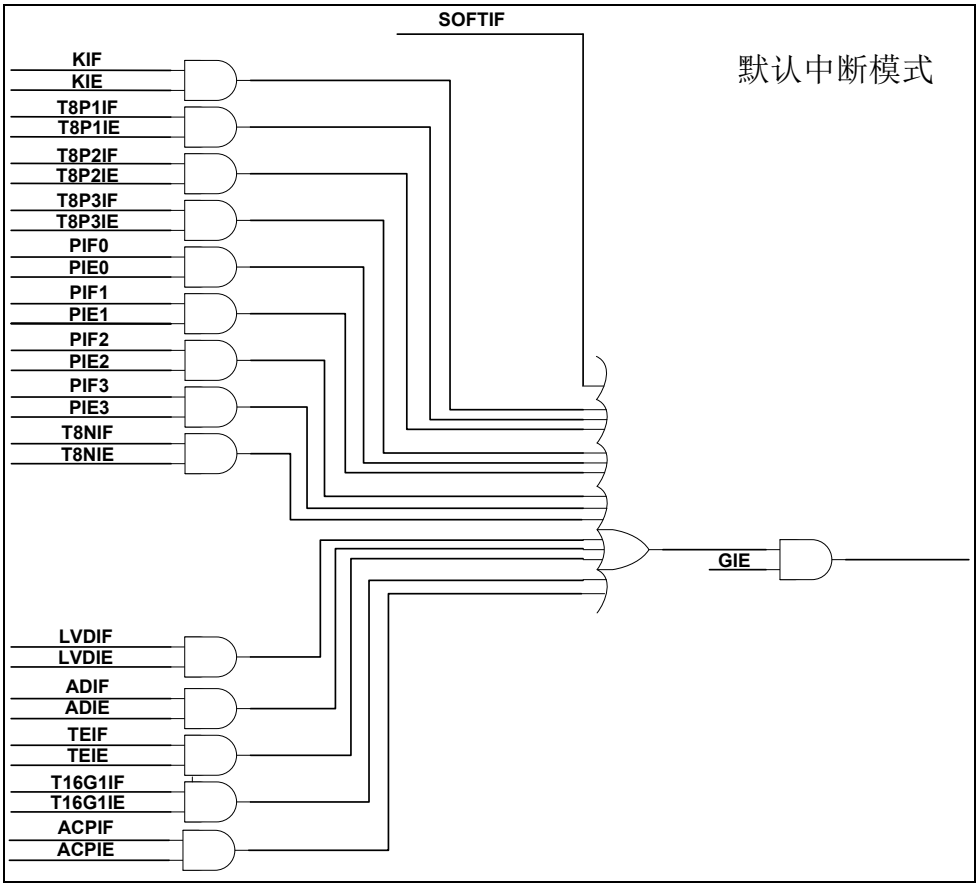 SOFTIF
默认中断模式
KIF
KIE
T8P1IF
T8P1IE
T8P2IF
T8P2IE
T8P3IF
T8P3IE
PIF0
PIE0
PIF1
PIE1
PIF2
PIE2
PIF3
PIE3
T8NIF
T8NIE
GIE
LVDIF
LVDIE
ADIF
ADIE
TEIF
TEIE
T16G1IF
T16G1IE
ACPIF
ACPIE